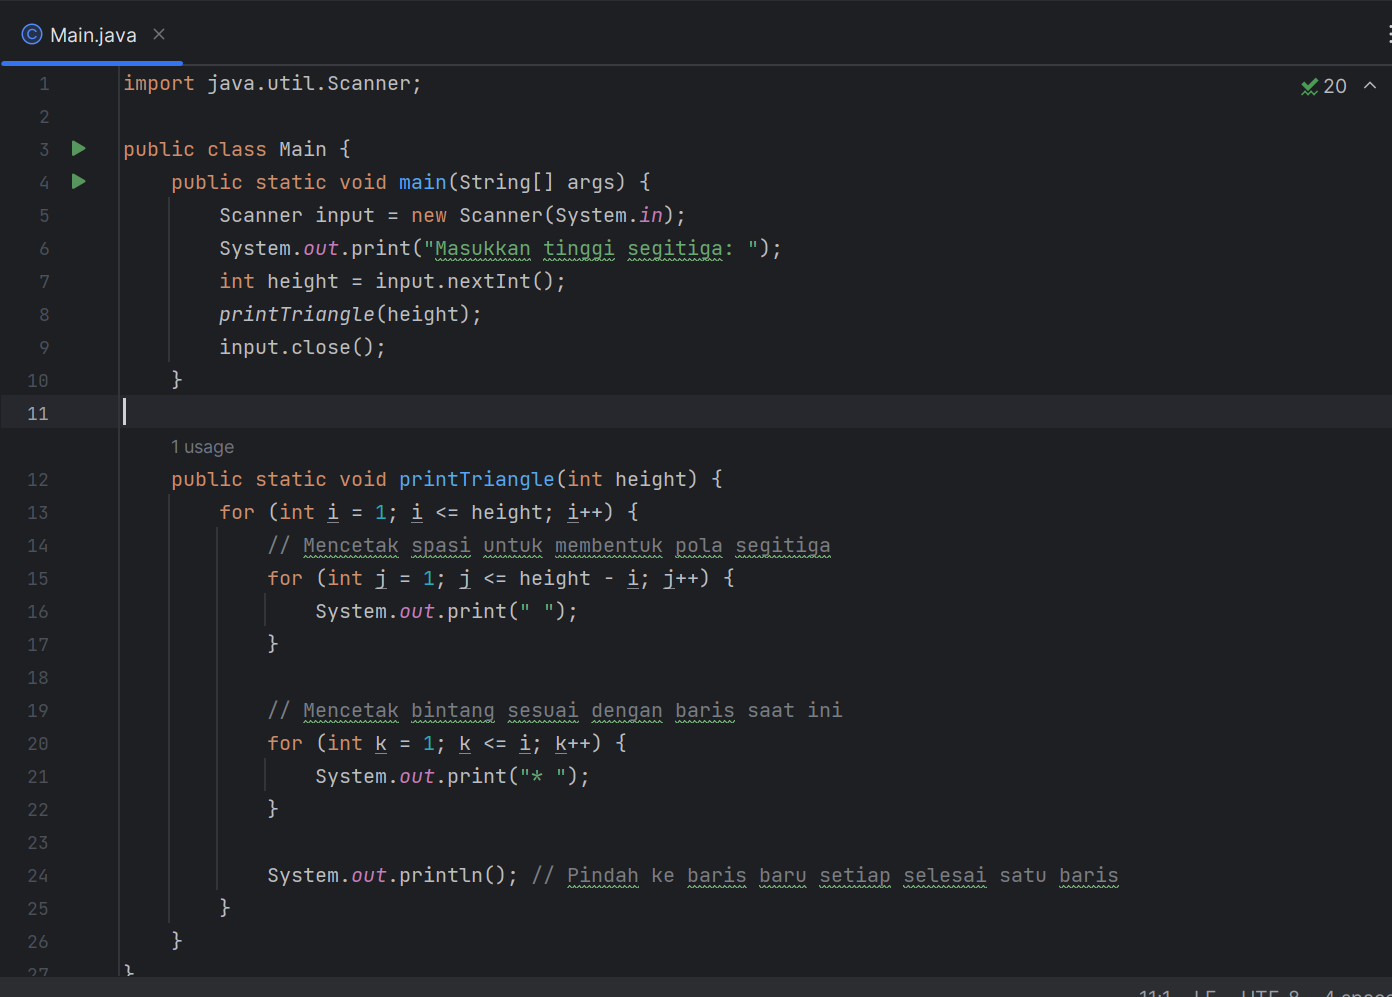 Main.java
20
1 import java.util.Scanner;
2
3 public class Main {
4 public static void main(String[] args) {
5 Scanner input = new Scanner(System.in);
6 System.out.print("Masukkan tinggi segitiga: ");
7 int height = input.nextInt();
8 printTriangle(height);
9 input.close();
10 }
11
1 usage
12 public static void printTriangle(int height) {
13 for (int i = 1; i <= height; i++) {
14 // Mencetak spasi untuk membentuk pola segitiga
15 for (int j = 1; j <= height - i; j++) {
16 System.out.print(" ");
17 }
18
19 // Mencetak bintang sesuai dengan baris saat ini
20 for (int k = 1; k <= i; k++) {
21 System.out.print("* ");
22 }
23
24 System.out.println(); // Pindah ke baris baru setiap selesai satu baris
25 }
26 }
27 }
11:1 LF UTF-8 4